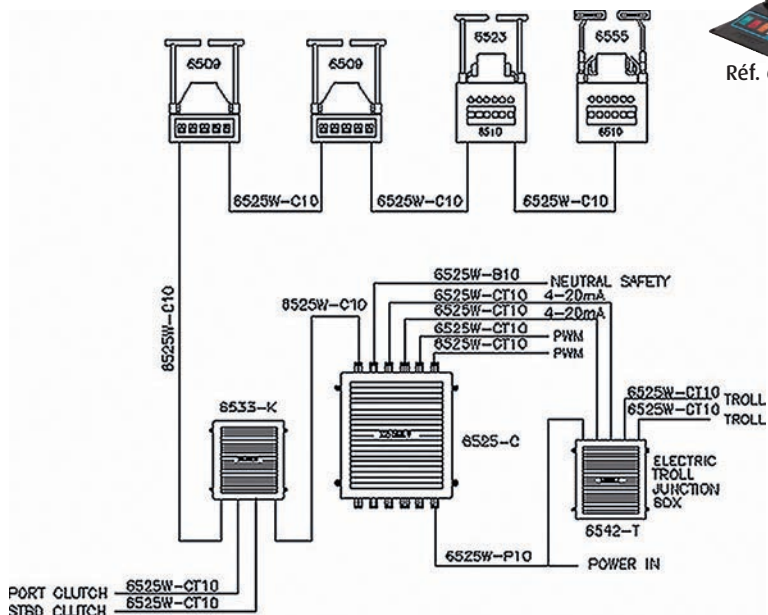 6509
6509
6523
6555
Réf.
8510
6510
6525W-C10
6525W-C10
6525W-C10
8525W-C10
8525W-C10
6525W-B10
NEUTRAL SAFETY
6525W-CT10
4-20mA
6525W-CT10
4-20mA
6525W-CT10
PWM
6525W-CT10
PWM
6533-K
6525-C
6525W-CT10
TROLL
6525W-CT10
TROLL
ELECTRIC
TROLL
JUNCTION
BOX
6542-T
6525W-P10
POWER IN
PORT CLUTCH
6525W-CT10
STBD CLUTCH
6525W-CT10